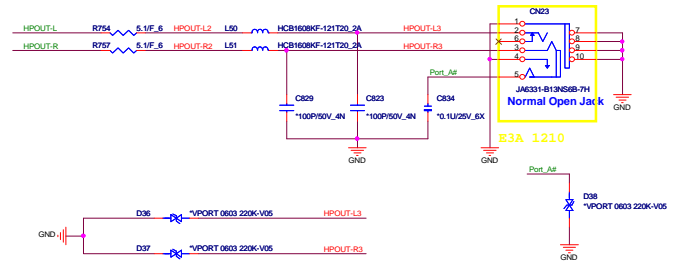 CN23
HPOUT-L R754 5.1/F_6 HPOUT-L2 L50 HCB1608KF-121T20_2A HPOUT-L3
HPOUT-R R757 5.1/F_6 HPOUT-R2 L51 HCB1608KF-121T20_2A HPOUT-R3
1
2
6
3
4
5
7
8
9
10
Port_A#
JA6331-B13NS6B-7H
Normal Open Jack
C829
*100P/50V_4N
C823
*100P/50V_4N
C834
*0.1U/25V_6X
GND
GND
GND
E3A 1210
Port_A#
D38
*VPORT 0603 220K-V05
GND
D36 *VPORT 0603 220K-V05 HPOUT-L3
GND
D37 *VPORT 0603 220K-V05 HPOUT-R3